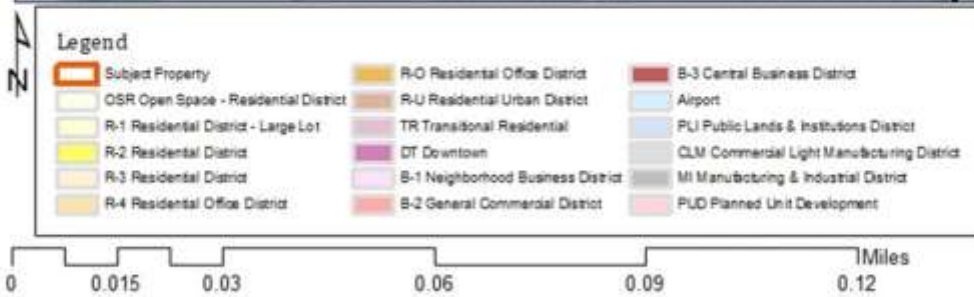 N
Legend
Subject Property
OSR Open Space - Residential District
R-1 Residential District - Large Lot
R-2 Residential District
R-3 Residential District
R-4 Residential Office District
R-O Residential Office District
R-U Residential Urban District
TR Transitional Residential
DT Downtown
B-1 Neighborhood Business District
B-2 General Commercial District
B-3 Central Business District
Airport
PLI Public Lands & Institutions District
CLM Commercial Light Manufacturing District
MI Manufacturing & Industrial District
PUD Planned Unit Development
Miles
0 0.015 0.03 0.06 0.09 0.12